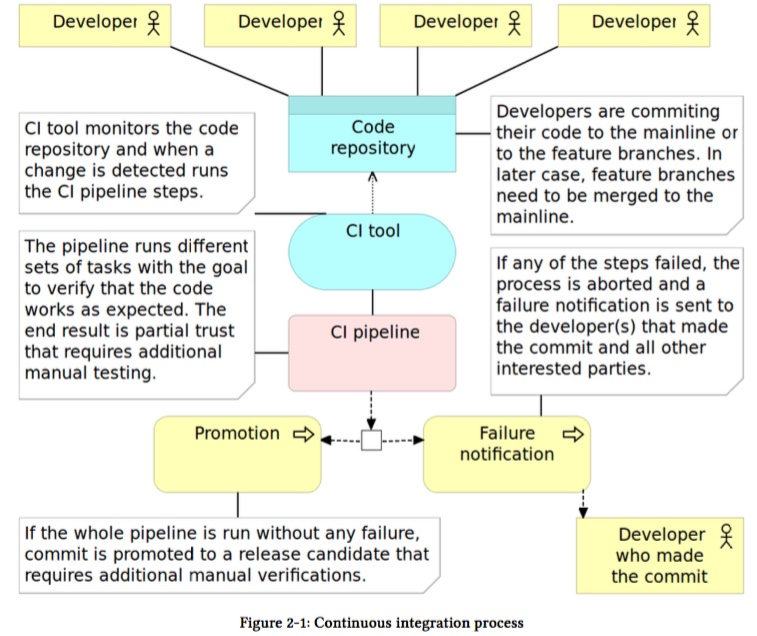 Developer
Developer
Developer
Developer
CI tool monitors the code
repository and when a
change is detected runs
the CI pipeline steps.
Code
repository
Developers are commiting
their code to the mainline or
to the feature branches. In
later case, feature branches
need to be merged to the
mainline.
CI tool
The pipeline runs different
sets of tasks with the goal
to verify that the code
works as expected. The
end result is partial trust
that requires additional
manual testing.
If any of the steps failed, the
process is aborted and a
failure notification is sent to
the developer(s) that made
the commit and all other
interested parties.
CI pipeline
Promotion
Failure
notification
If the whole pipeline is run without any failure,
commit is promoted to a release candidate that
requires additional manual verifications.
Developer
who made
the commit
Figure 2-1: Continuous integration process